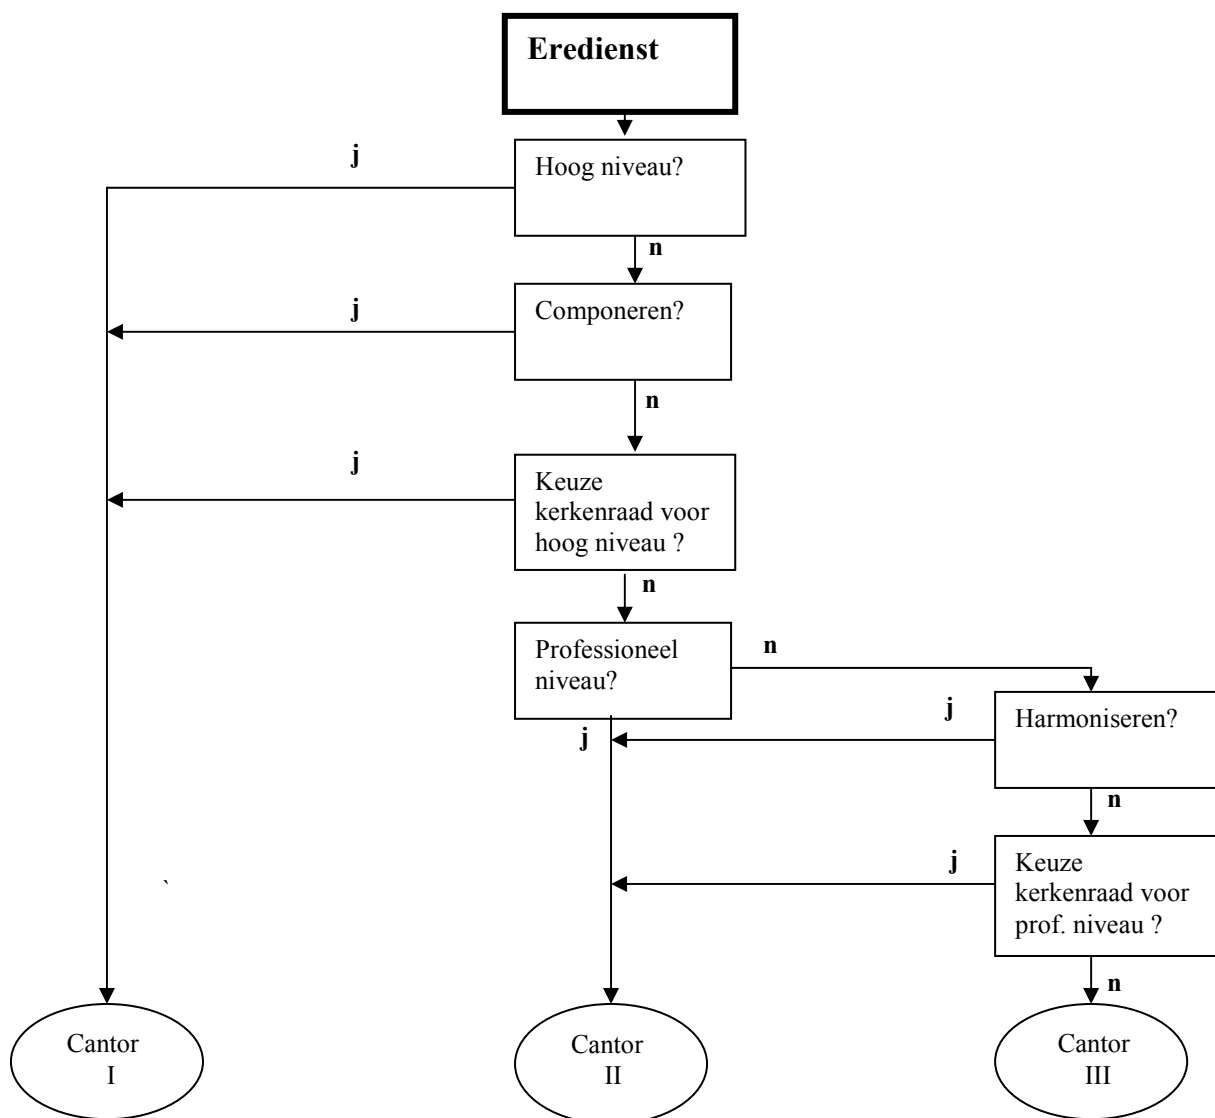 Eredienst
j
Hoog niveau?
n
j
Componeren?
n
j
Keuze
kerkenraad voor
hoog niveau ?
n
Professioneel
niveau?
n
j
Harmoniseren?
j
n
j
Keuze
kerkenraad voor
prof. niveau ?
`
n
Cantor
I
Cantor
II
Cantor
III